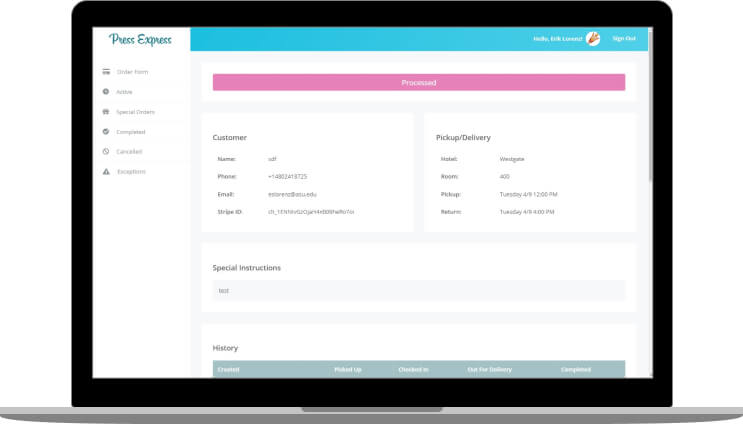 Press Express
Hello, Erik Lorenz!
Sign Out
Order Form
Active
Special Orders
Completed
Cancelled
Exceptions
Processed
Customer
Name: sdf
Phone: +14802418725
Email: eslorenz@asu.edu
Stripe ID:
Pickup/Delivery
Hotel: Westgate
Room: 400
Pickup: Tuesday 4/9 12:00 PM
Return: Tuesday 4/9 4:00 PM
Special Instructions
test
History
Created Picked Up Checked In Out For Delivery Completed